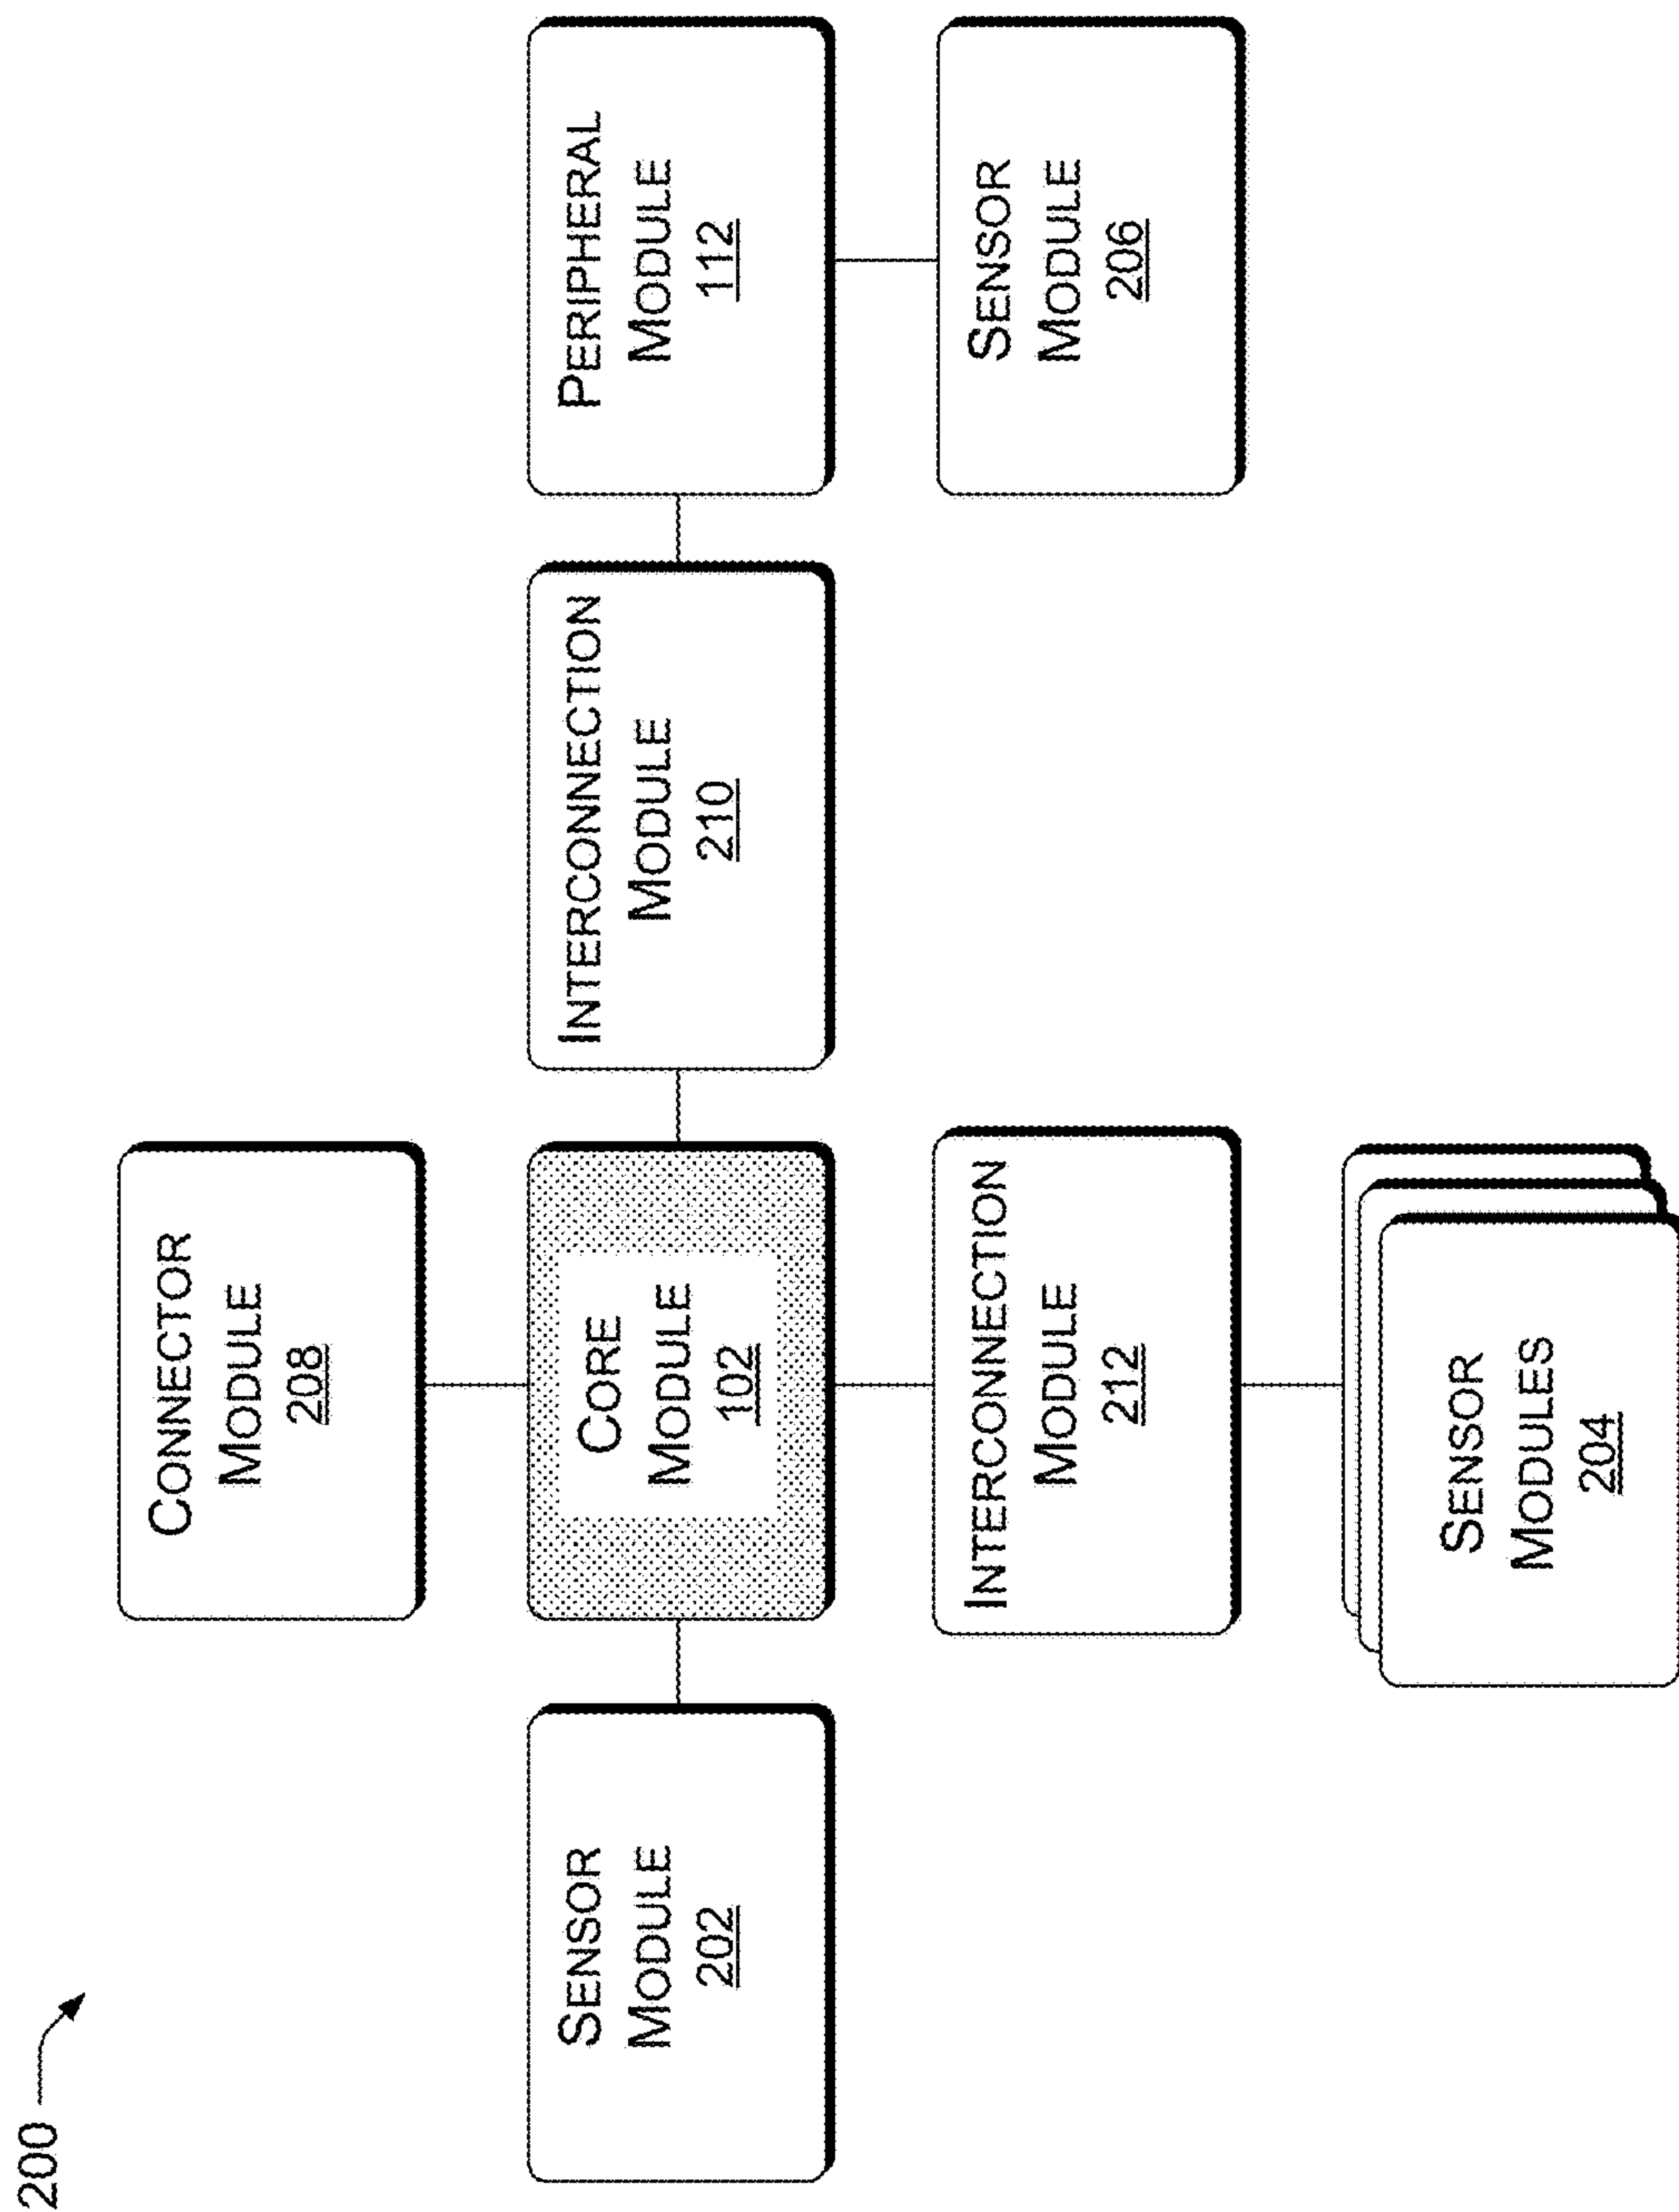 200
CONNECTOR
MODULE
208
SENSOR
MODULE
202
CORE
MODULE
102
INTERCONNECTION
MODULE
210
PERIPHERAL
MODULE
112
INTERCONNECTION
MODULE
212
SENSOR
MODULE
206
SENSOR
MODULES
204